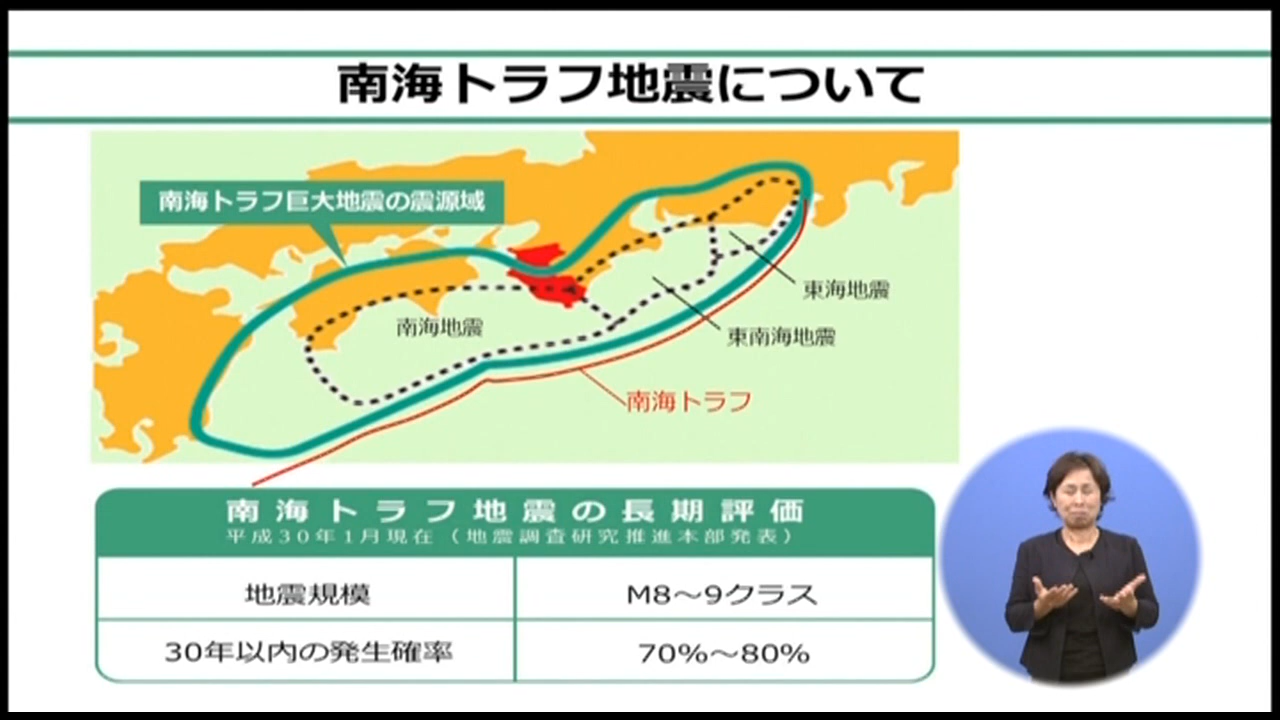 南海トラフ地震について
南海トラフ巨大地震の震源域
東海地震
南海地震
東南海地震
南海トラフ
南海トラフ地震の長期評価
平成30年1月現在（地震調査研究推進本部発表）
地震規模
M8～9クラス
30年以内の発生確率
70%～80%